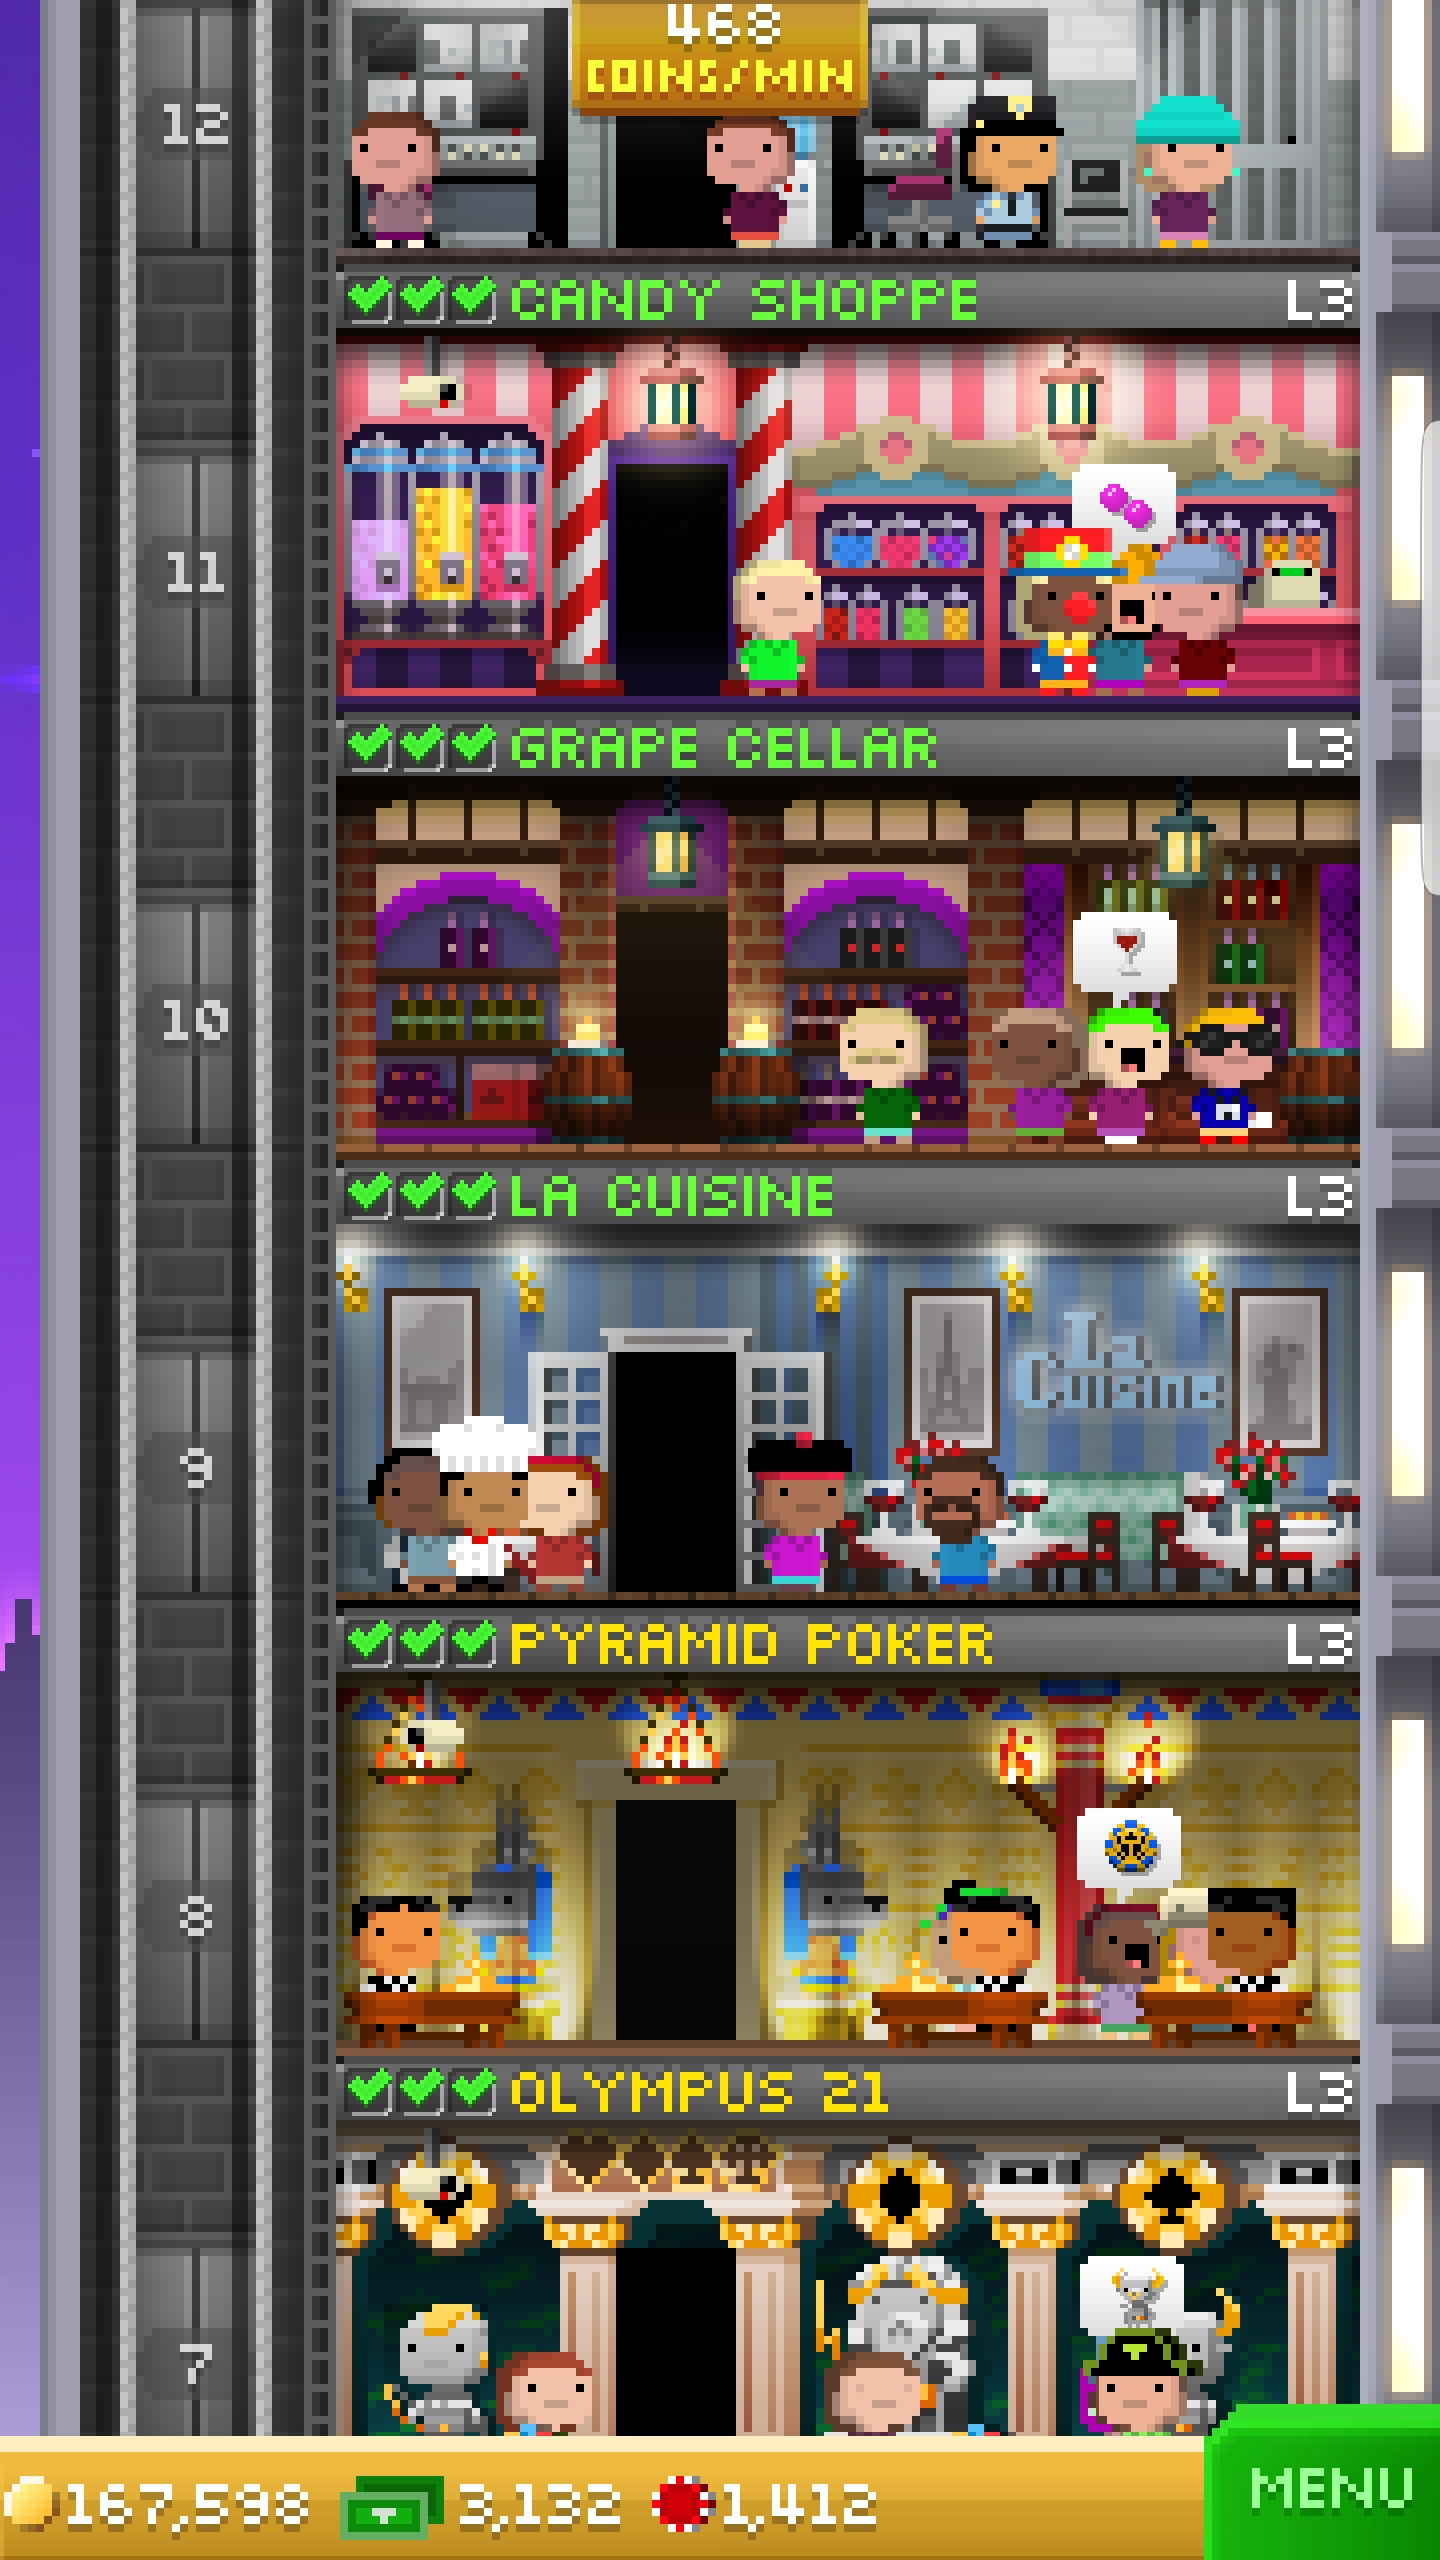 468
COINS/MIN
12
CANDY SHOPPE L3
11
GRAPE CELLAR L3
10
LA CUISINE L3
La
Cuisine
9
PYRAMID POKER L3
8
OLYMPUS 21 L3
7
167,598 3,132 1,412 MENU